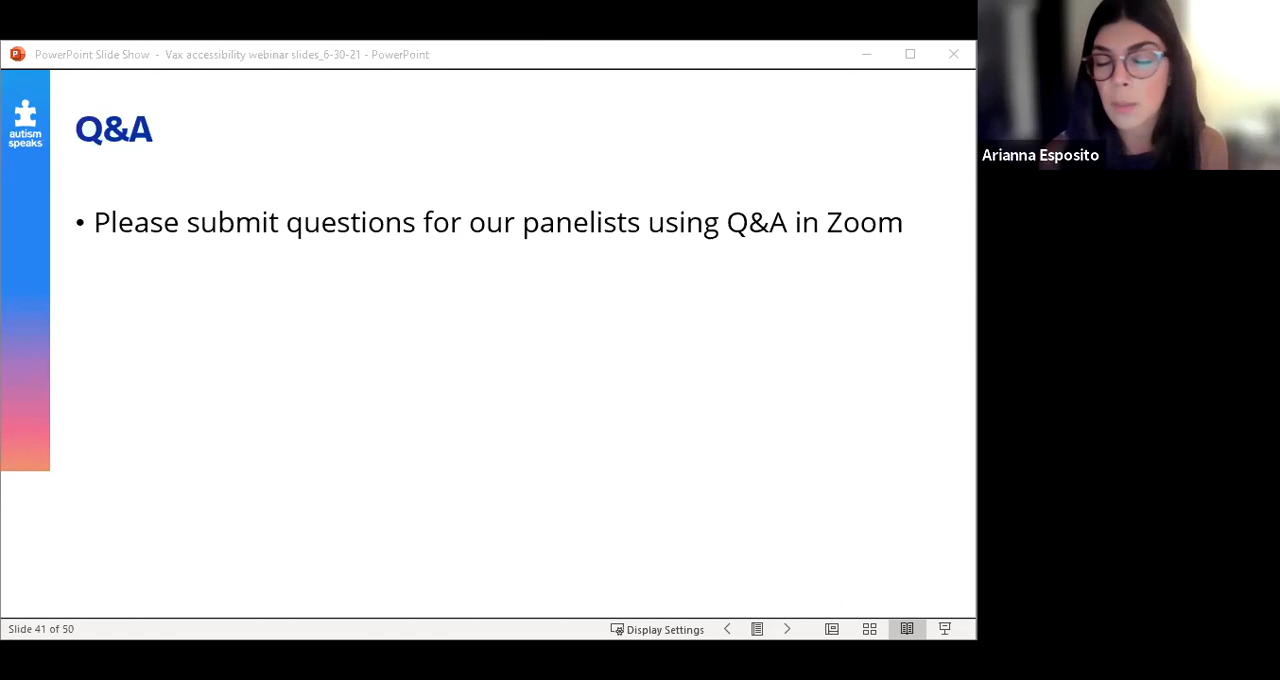 PowerPoint Slide Show - Vax accessibility webinar slides_6-30-21 - PowerPoint
autism
speaks
Q&A
• Please submit questions for our panelists using Q&A in Zoom
Arianna Esposito
Slide 41 of 50
Display Settings